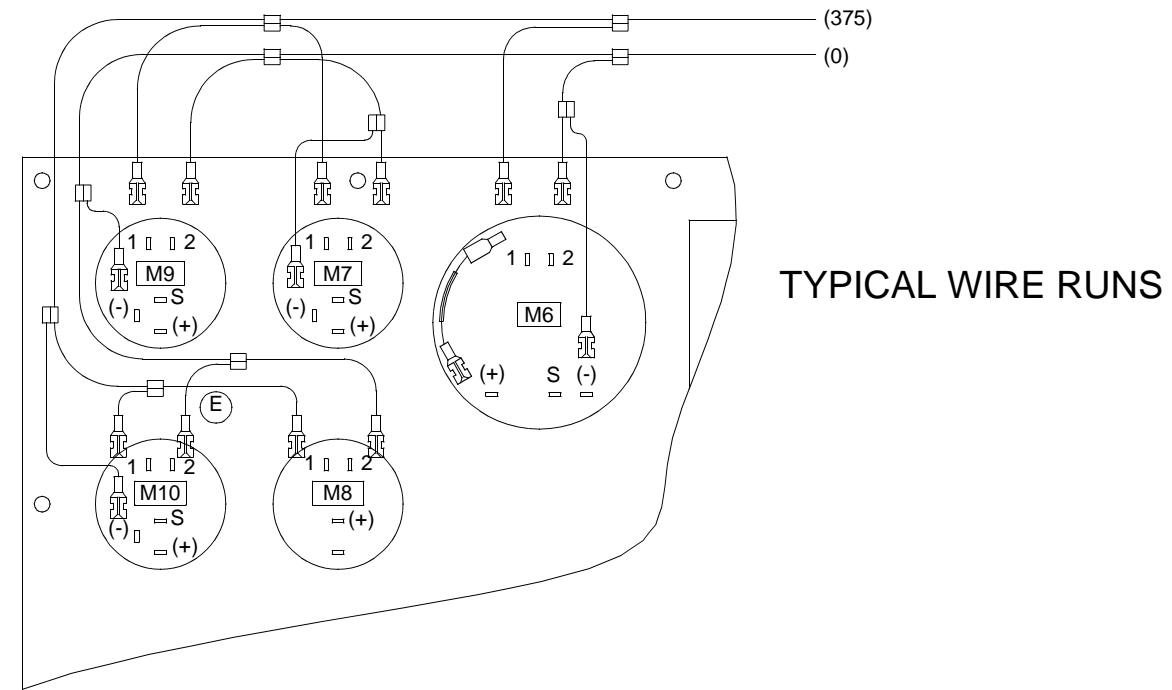 (375)
(0)
1 2
M9
S
(-)
(+)
1 2
M7
S
(-)
(+)
1 2
M6
(+) S (-)
TYPICAL WIRE RUNS
E
1 2
M10
S
(-)
(+)
1 2
M8
(+)